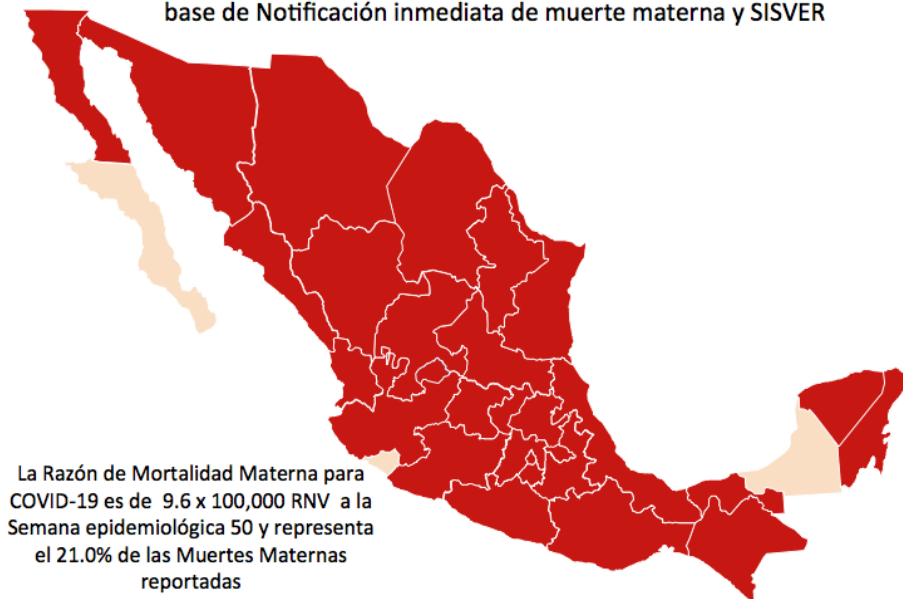 base de Notificación inmediata de muerte materna y SISVER
La Razón de Mortalidad Materna para
COVID-19 es de 9.6 x 100,000 RNV a la
Semana epidemiológica 50 y representa
el 21.0% de las Muertes Maternas
reportadas